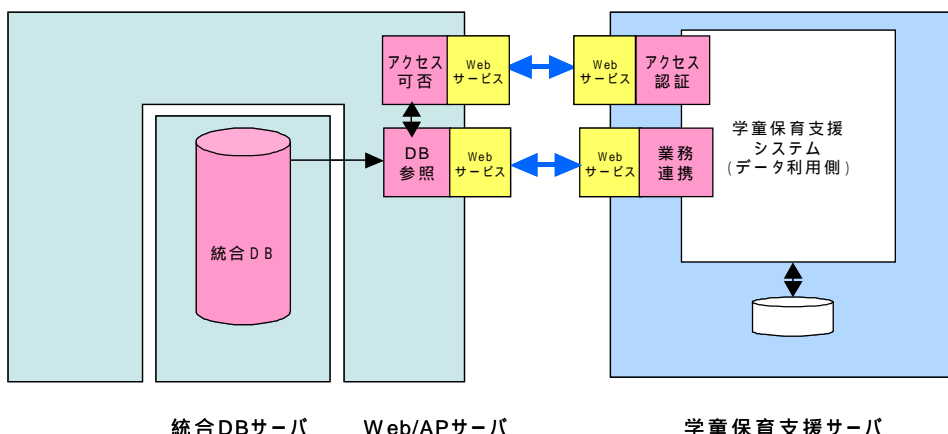 アクセス
可否
Web
サービス
Web
サービス
アクセス
認証
DB
参照
Web
サービス
Web
サービス
業務
連携
学童保育支援
システム
(データ利用側)
統合DB
統合DBサーバ
Web/APサーバ
学童保育支援サーバ